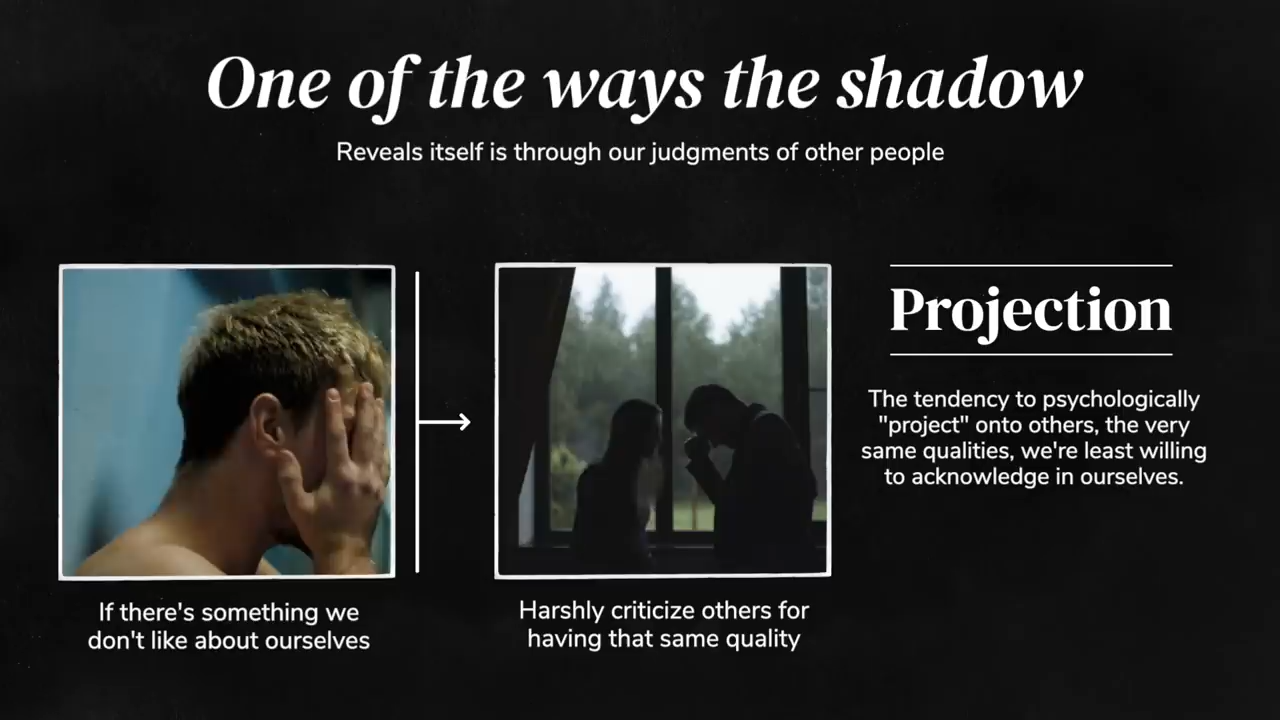 One of the ways the shadow
Reveals itself is through our judgments of other people
If there's something we
don't like about ourselves
Harshly criticize others for
having that same quality
Projection
The tendency to psychologically
"project" onto others, the very
same qualities, we're least willing
to acknowledge in ourselves.